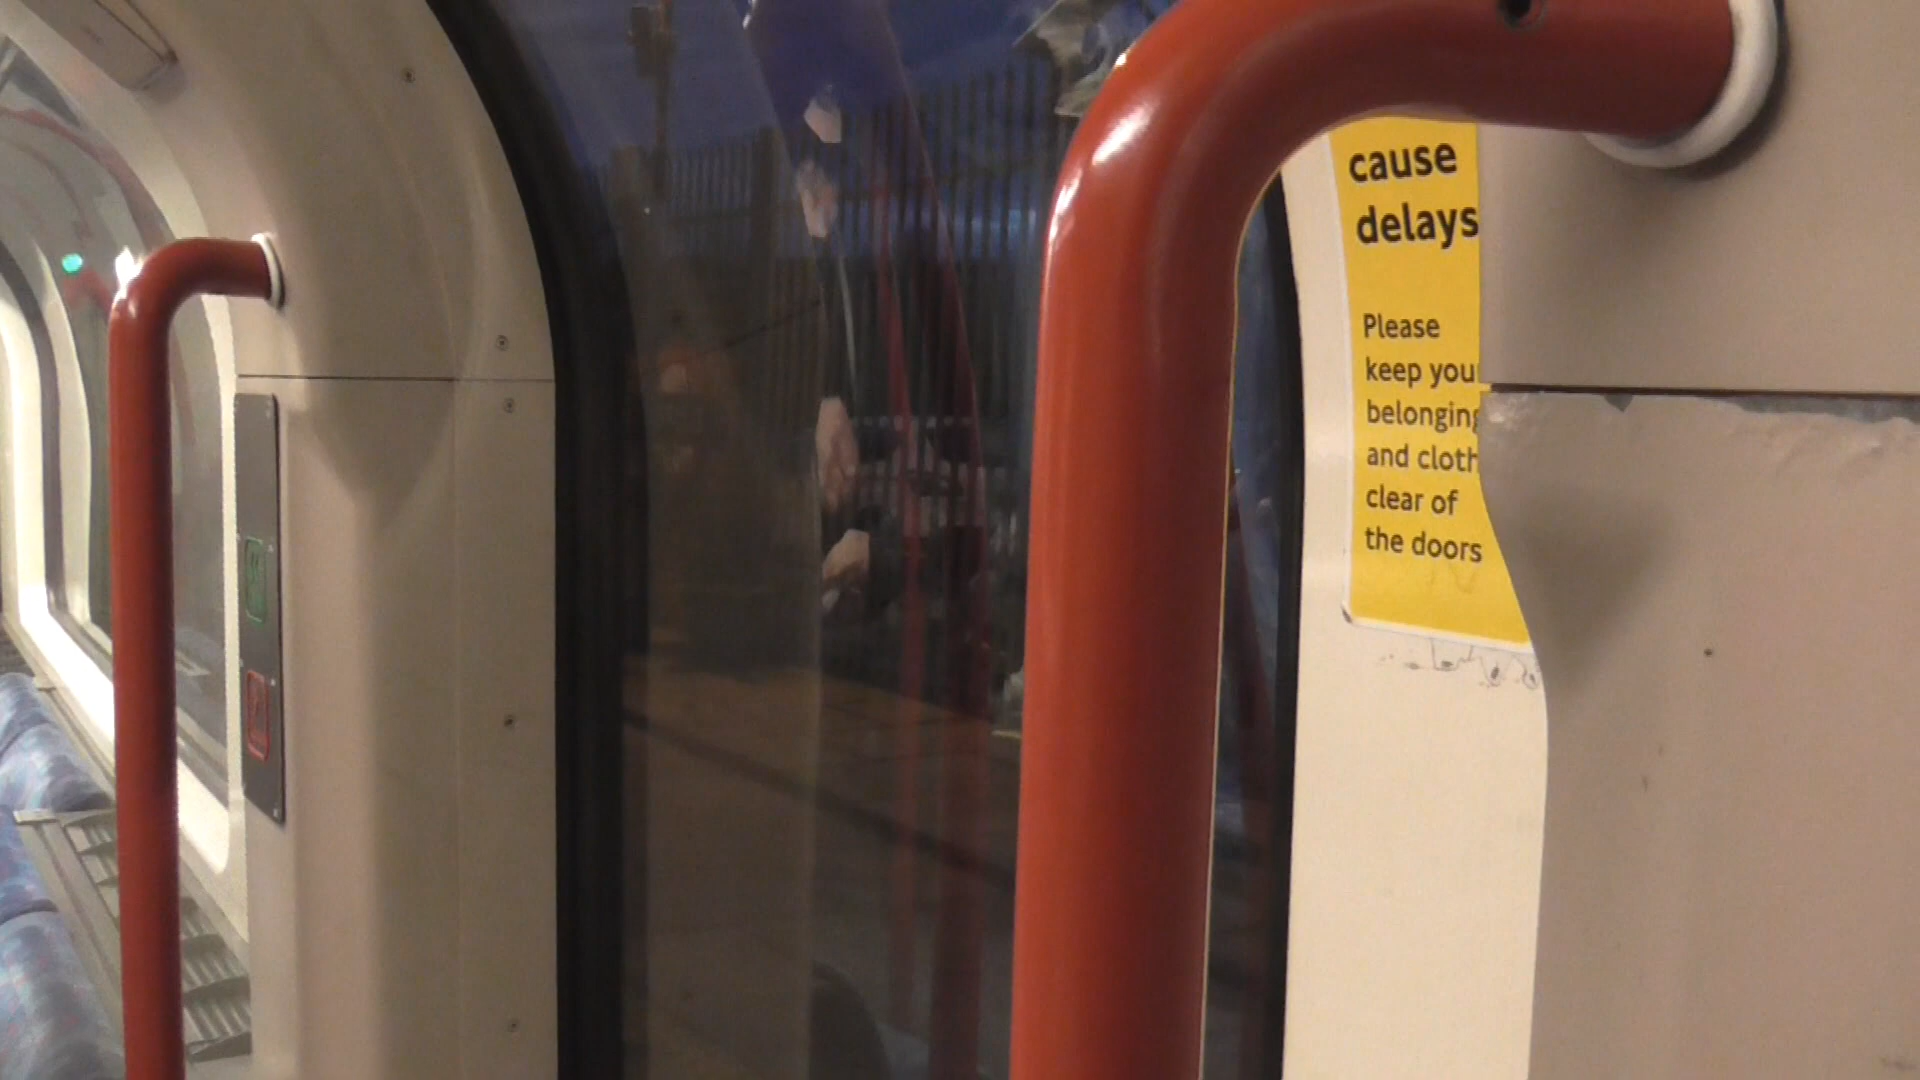 cause
delays
Please
keep you
belonging
and cloth
clear of
the doors